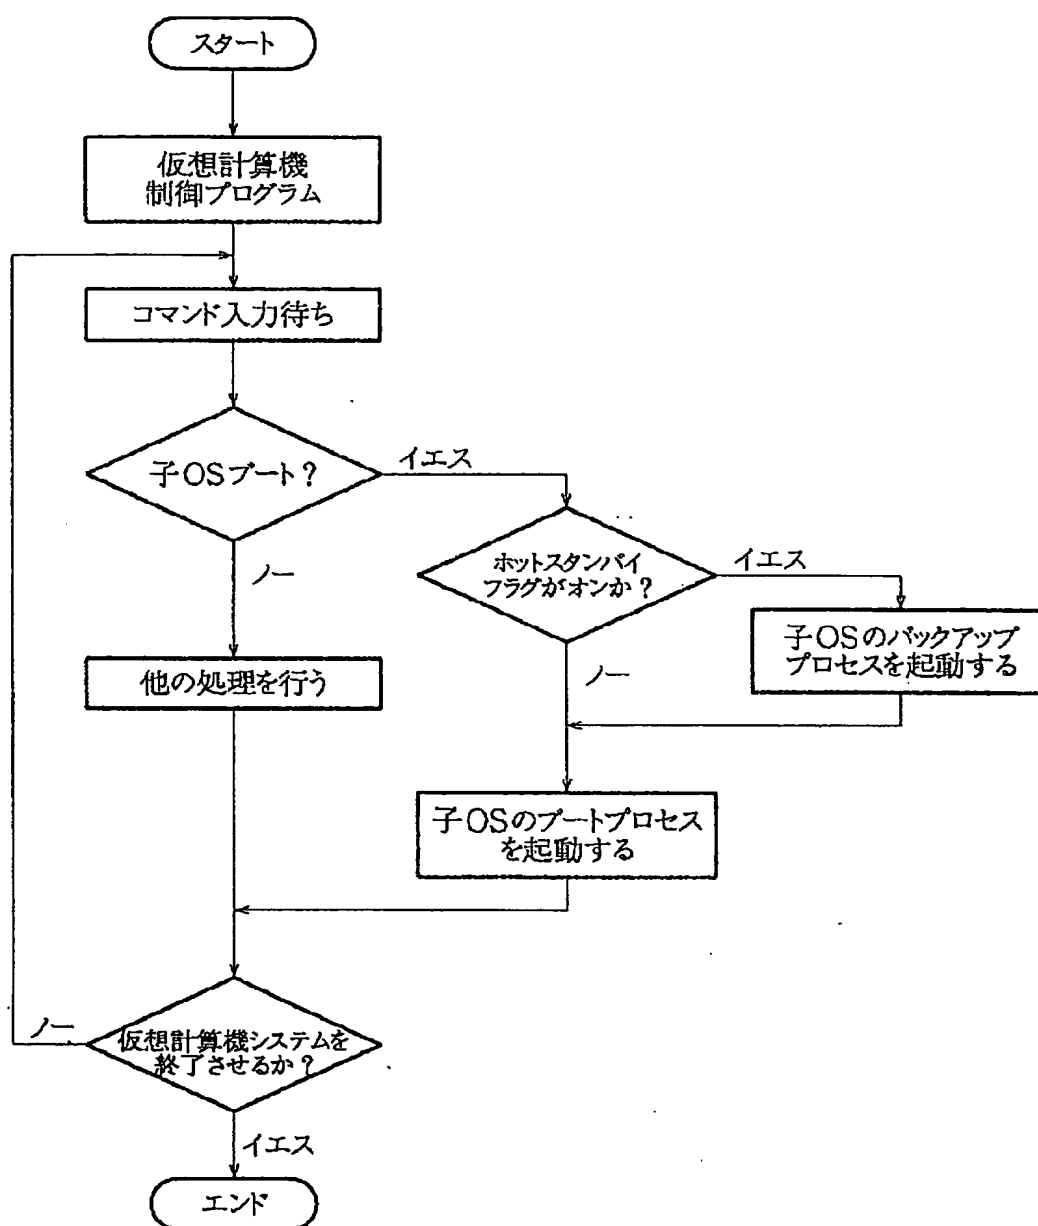 スタート
仮想計算機
制御プログラム
コマンド入力待ち
子OSブート？
イエス
ノー
ホットスタンバイ
フラグがオンか？
イエス
ノー
子OSのバックアップ
プロセスを起動する
他の処理を行う
子OSのブートプロセス
を起動する
仮想計算機システムを
終了させるか？
ノー
イエス
エンド